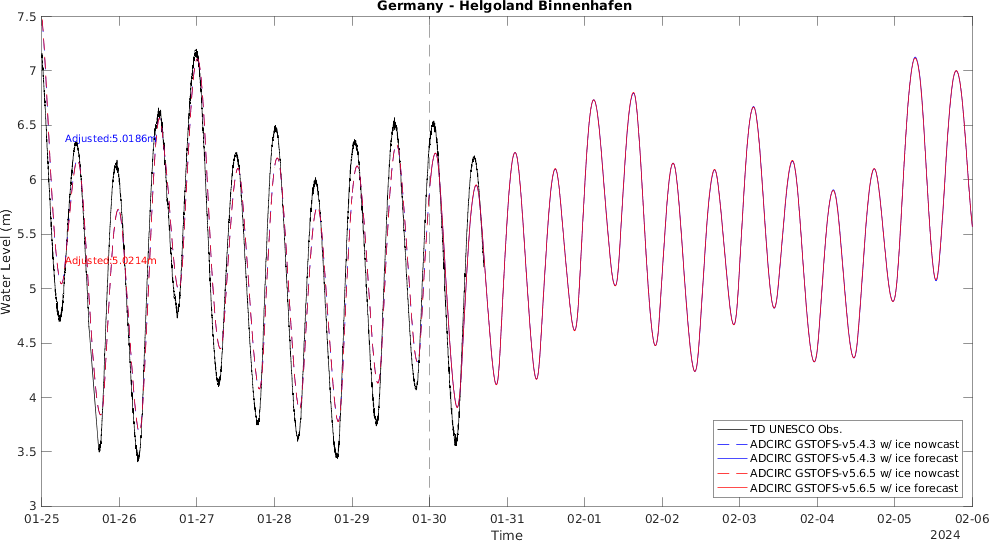 Germany - Helgoland Binnenhafen
7.5
7
6.5
6
5.5
5
4.5
4
3.5
3
Water Level (m)
Adjusted:5.0186m
Adjusted:5.0214m
TD UNESCO Obs.
ADCIRC GSTOFS-v5.4.3 w/ ice nowcast
ADCIRC GSTOFS-v5.4.3 w/ ice forecast
ADCIRC GSTOFS-v5.6.5 w/ ice nowcast
ADCIRC GSTOFS-v5.6.5 w/ ice forecast
01-25 01-26 01-27 01-28 01-29 01-30 01-31 02-01 02-02 02-03 02-04 02-05 02-06
Time
2024